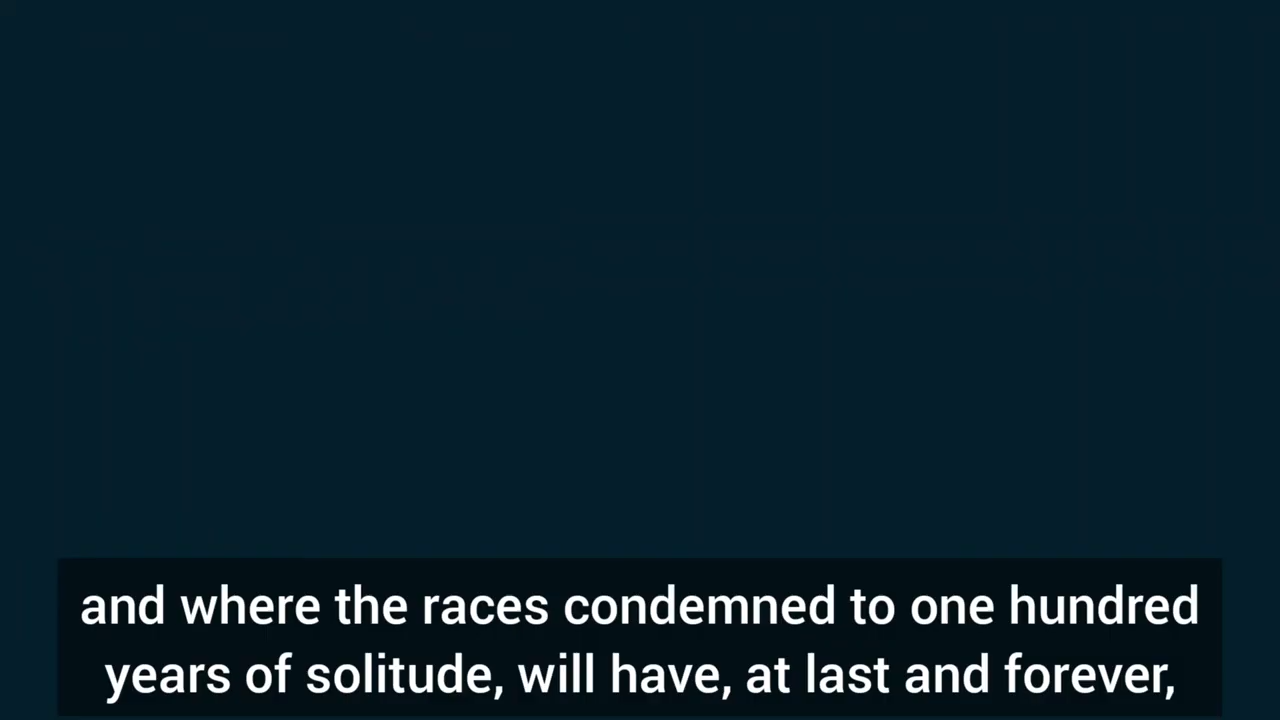 and where the races condemned to one hundred
years of solitude, will have, at last and forever,